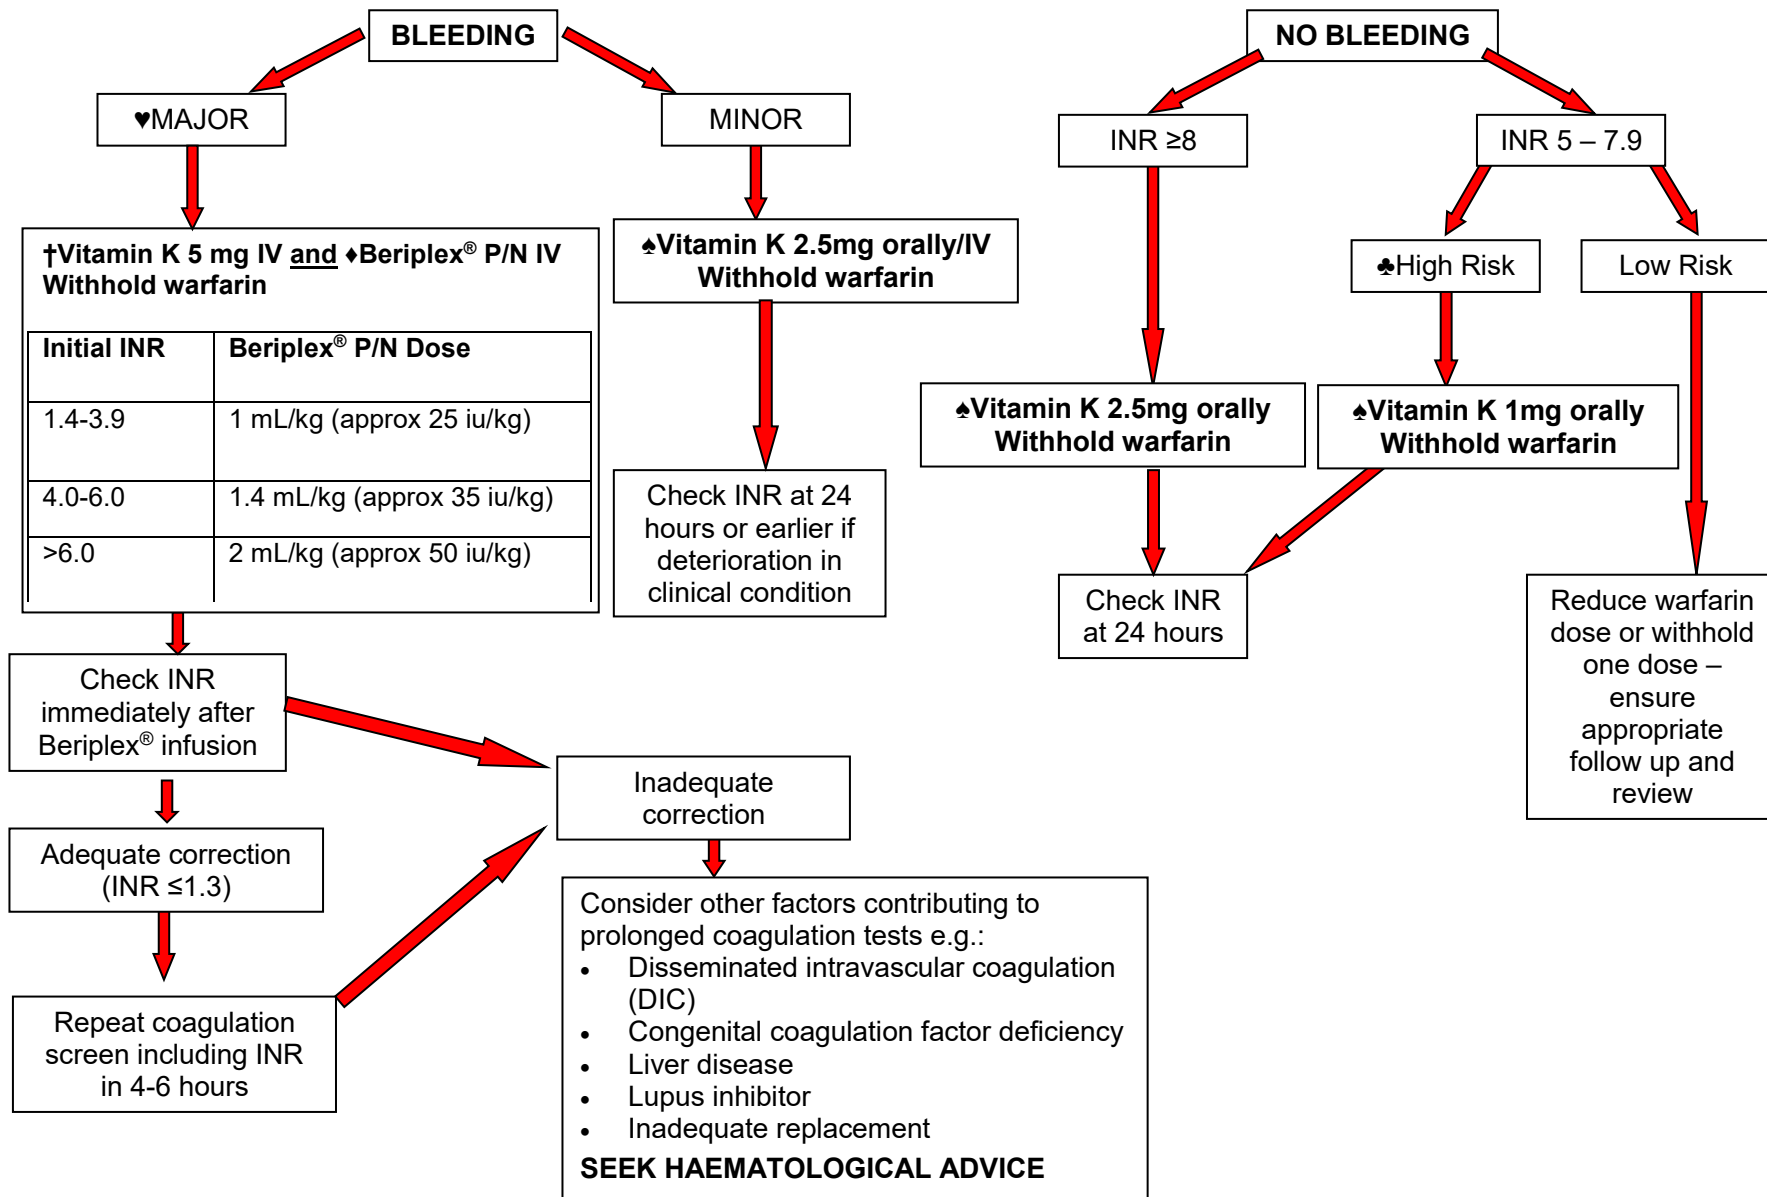 BLEEDING
♥MAJOR
MINOR
†Vitamin K 5 mg IV and ♦Beriplex® P/N IV
Withhold warfarin
Initial INR
Beriplex® P/N Dose
1.4-3.9
1 mL/kg (approx 25 iu/kg)
4.0-6.0
1.4 mL/kg (approx 35 iu/kg)
>6.0
2 mL/kg (approx 50 iu/kg)
♠Vitamin K 2.5mg orally/IV
Withhold warfarin
Check INR at 24
hours or earlier if
deterioration in
clinical condition
Check INR
immediately after
Beriplex® infusion
Adequate correction
(INR ≤1.3)
Repeat coagulation
screen including INR
in 4-6 hours
Inadequate
correction
Consider other factors contributing to
prolonged coagulation tests e.g.:
• Disseminated intravascular coagulation
(DIC)
• Congenital coagulation factor deficiency
• Liver disease
• Lupus inhibitor
• Inadequate replacement
SEEK HAEMATOLOGICAL ADVICE
NO BLEEDING
INR ≥8
INR 5 – 7.9
♣High Risk
Low Risk
♠Vitamin K 2.5mg orally
Withhold warfarin
♠Vitamin K 1mg orally
Withhold warfarin
Check INR
at 24 hours
Reduce warfarin
dose or withhold
one dose –
ensure
appropriate
follow up and
review